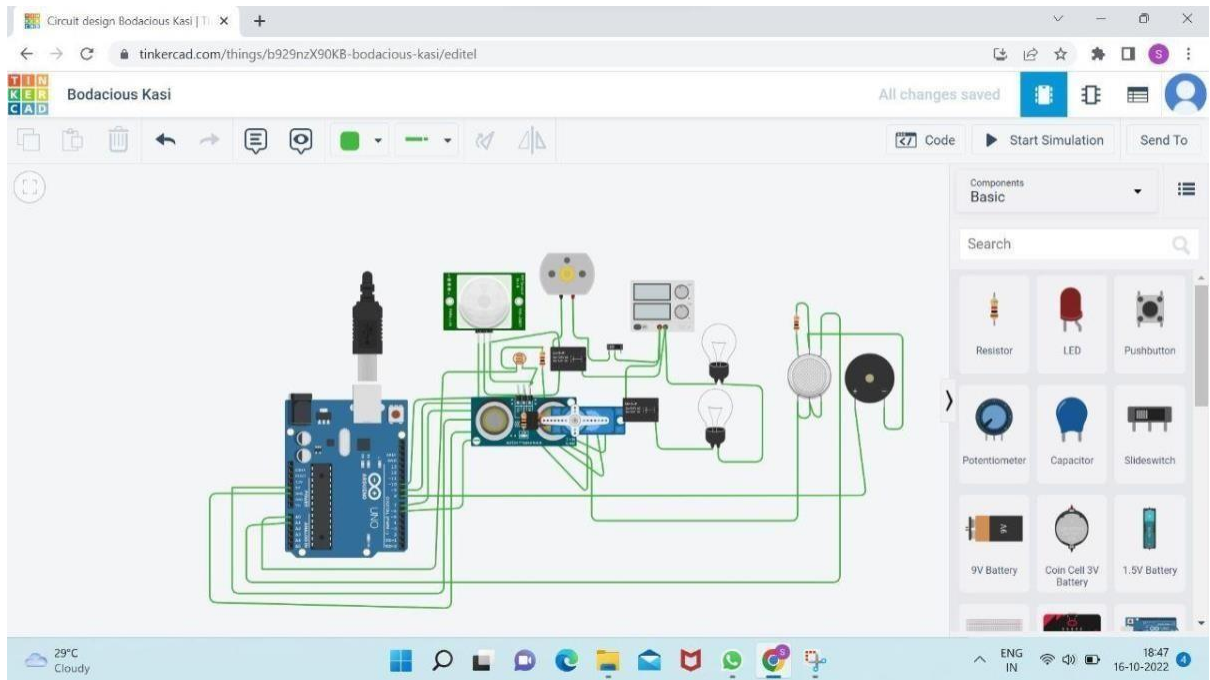 Circuit design Bodacious Kasi | Ti
tinkercad.com/things/b929nzX90KB-bodacious-kasi/editel
S
TIN
KER
CAD
Bodacious Kasi
All changes saved
Code
Start Simulation
Send To
Components
Basic
Search
Resistor
LED
Pushbutton
Potentiometer
Capacitor
Slideswitch
9V Battery
Coin Cell 3V
Battery
1.5V Battery
ARDUINO
UNO
29°C
Cloudy
ENG
IN
18:47
16-10-2022
4